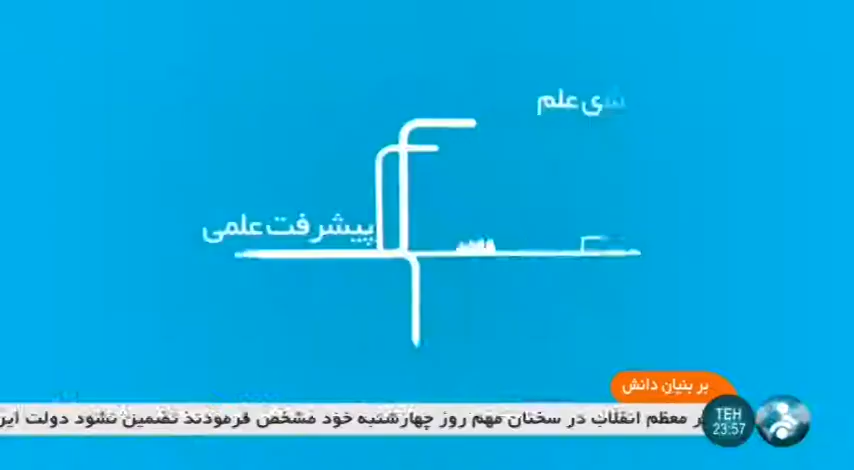 ی علم
پیشرفت علمی
بر بنیان دانش
معظم انقلاب در سخنان مهم روز چهارشنبه خود مشخص فرمودند تضمین نشود دولت
TEH
23:57